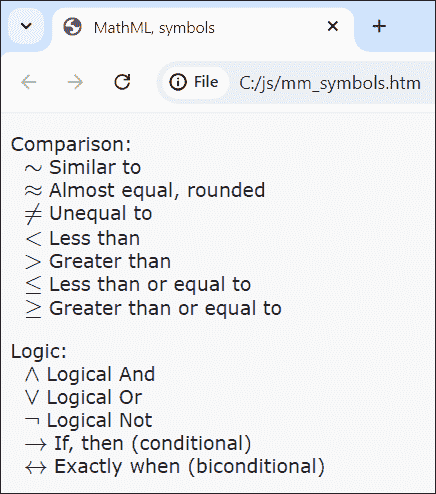 MathML, symbols
File C:/js/mm_symbols.htm
Comparison:
∼ Similar to
≈ Almost equal, rounded
≠ Unequal to
< Less than
> Greater than
≤ Less than or equal to
≥ Greater than or equal to
Logic:
∧ Logical And
∨ Logical Or
¬ Logical Not
→ If, then (conditional)
↔ Exactly when (biconditional)